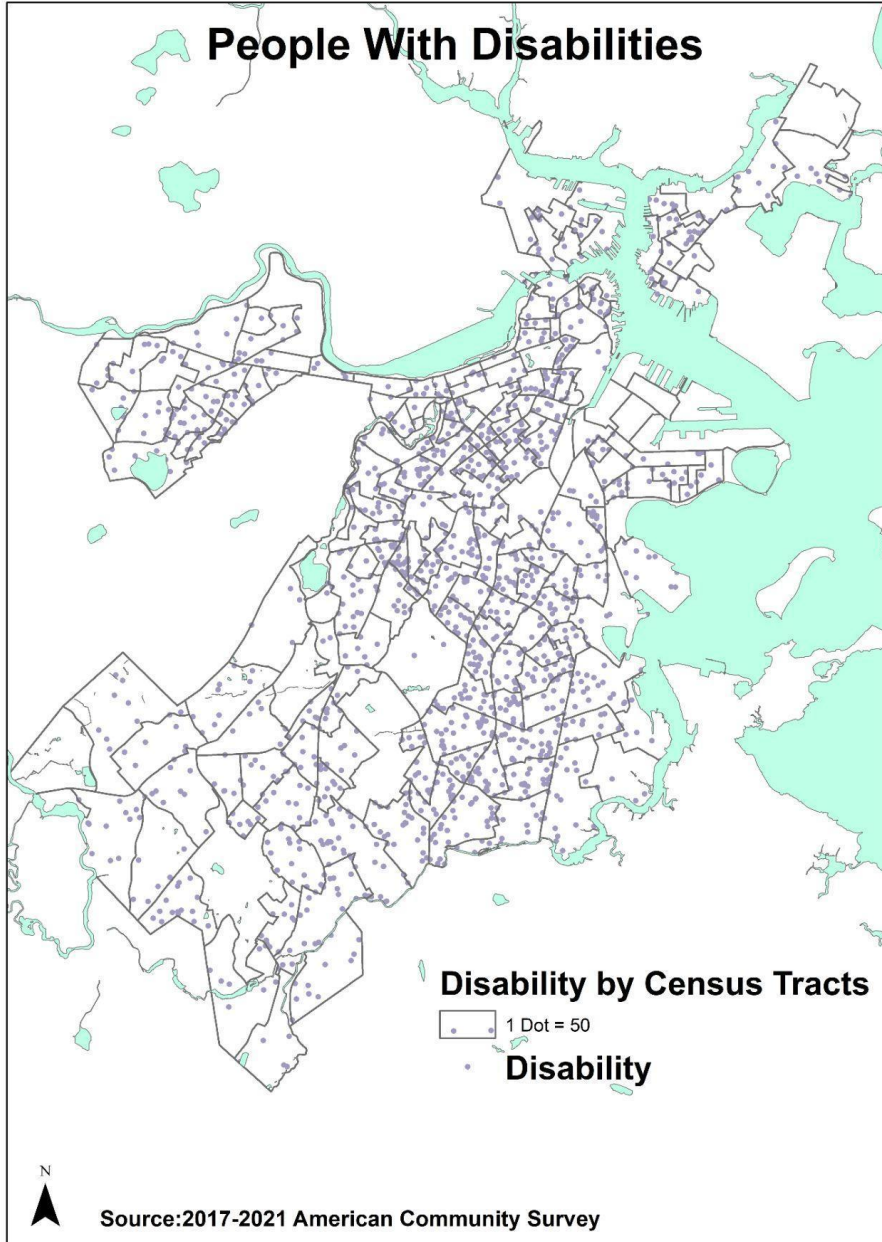 People With Disabilities
Disability by Census Tracts
1 Dot = 50
Disability
N
Source:2017-2021 American Community Survey